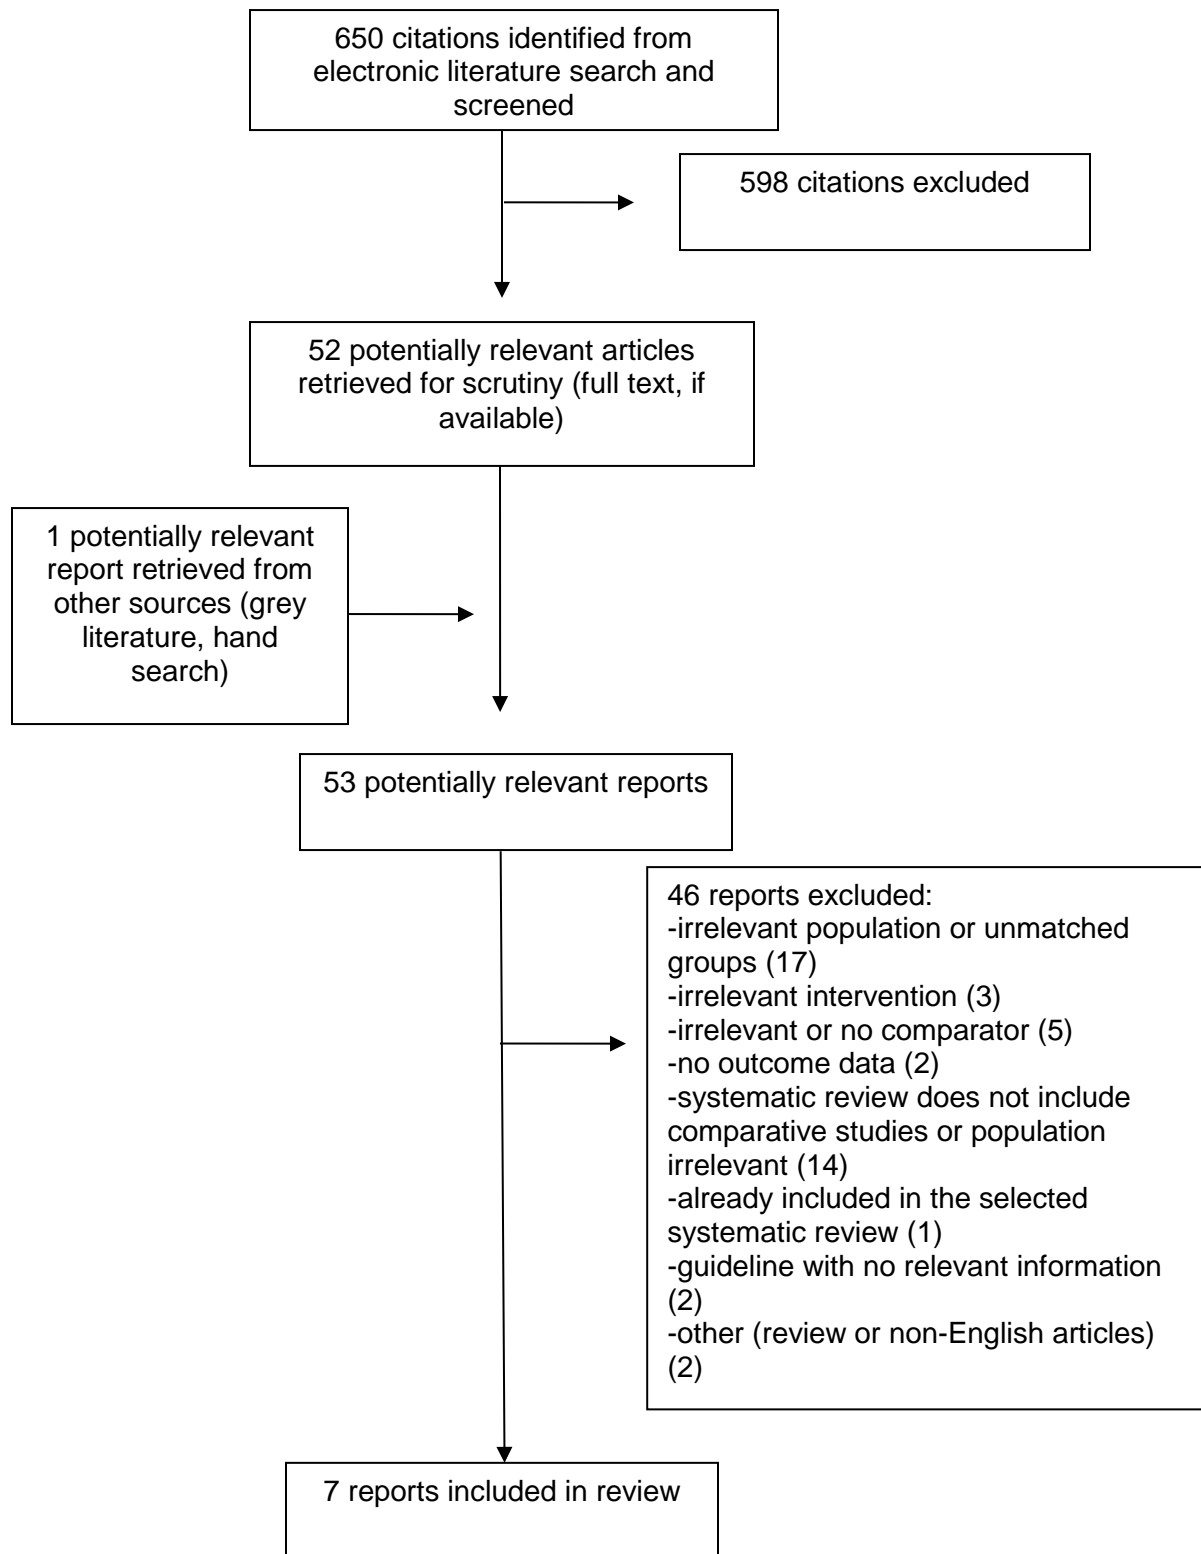 650 citations identified from
electronic literature search and
screened
598 citations excluded
52 potentially relevant articles
retrieved for scrutiny (full text, if
available)
1 potentially relevant
report retrieved from
other sources (grey
literature, hand
search)
53 potentially relevant reports
46 reports excluded:
-irrelevant population or unmatched
groups (17)
-irrelevant intervention (3)
-irrelevant or no comparator (5)
-no outcome data (2)
-systematic review does not include
comparative studies or population
irrelevant (14)
-already included in the selected
systematic review (1)
-guideline with no relevant information
(2)
-other (review or non-English articles)
(2)
7 reports included in review